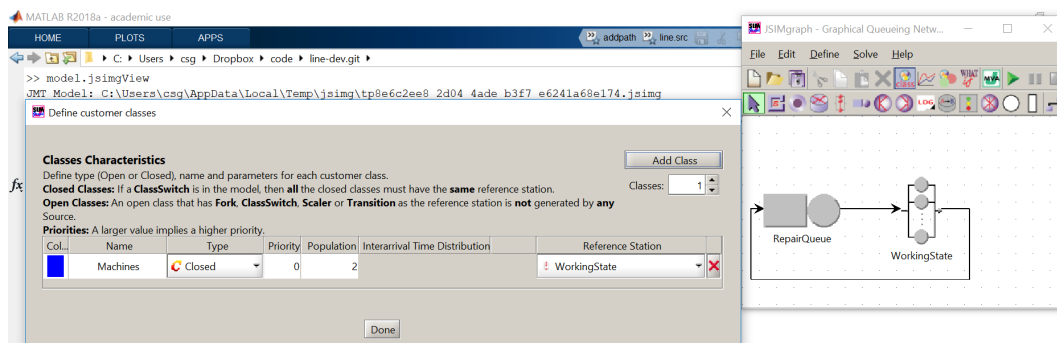 MATLAB R2018a - academic use
HOME PLOTS APPS addpath line.src
C: ▸ Users ▸ csg ▸ Dropbox ▸ code ▸ line-dev.git ▸
>> model.jsimgView
JMT Model: C:\Users\csg\AppData\Local\Temp\jsimg\tp8e6c2ee8_2d04_4ade_b3f7_e6241a68e174.jsimg
fx
Define customer classes
Classes Characteristics
Add Class
Define type (Open or Closed), name and parameters for each customer class.
Closed Classes: If a ClassSwitch is in the model, then all the closed classes must have the same reference station.
Classes: 1
Open Classes: An open class that has Fork, ClassSwitch, Scaler or Transition as the reference station is not generated by any
Source.
Priorities: A larger value implies a higher priority.
Col... Name Type Priority Population Interarrival Time Distribution Reference Station
Machines Closed 0 2 WorkingState
Done
JSIMgraph - Graphical Queueing Netw...
File Edit Define Solve Help
WHAT IF MVA
LOG
RepairQueue
WorkingState